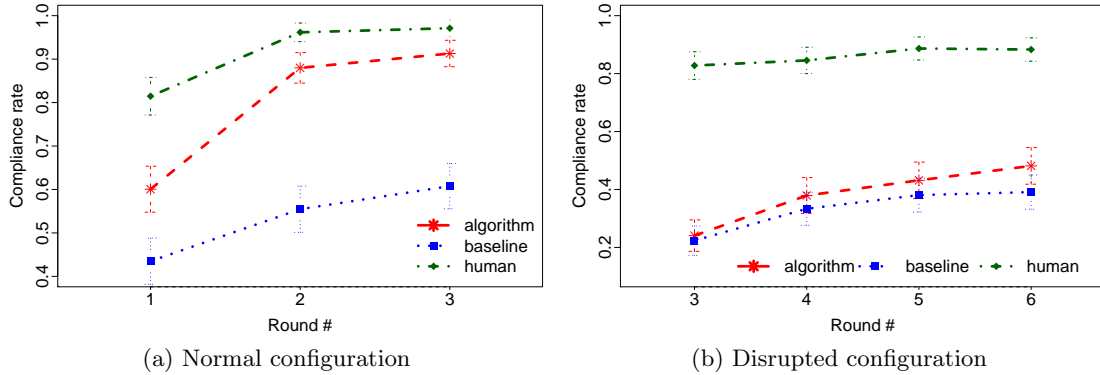 Compliance rate
1.0
0.9
0.8
0.7
0.6
0.5
0.4
algorithm
baseline
human
1 2 3
Round #
(a) Normal configuration
Compliance rate
1.0
0.8
0.6
0.4
0.2
algorithm baseline human
3 4 5 6
Round #
(b) Disrupted configuration